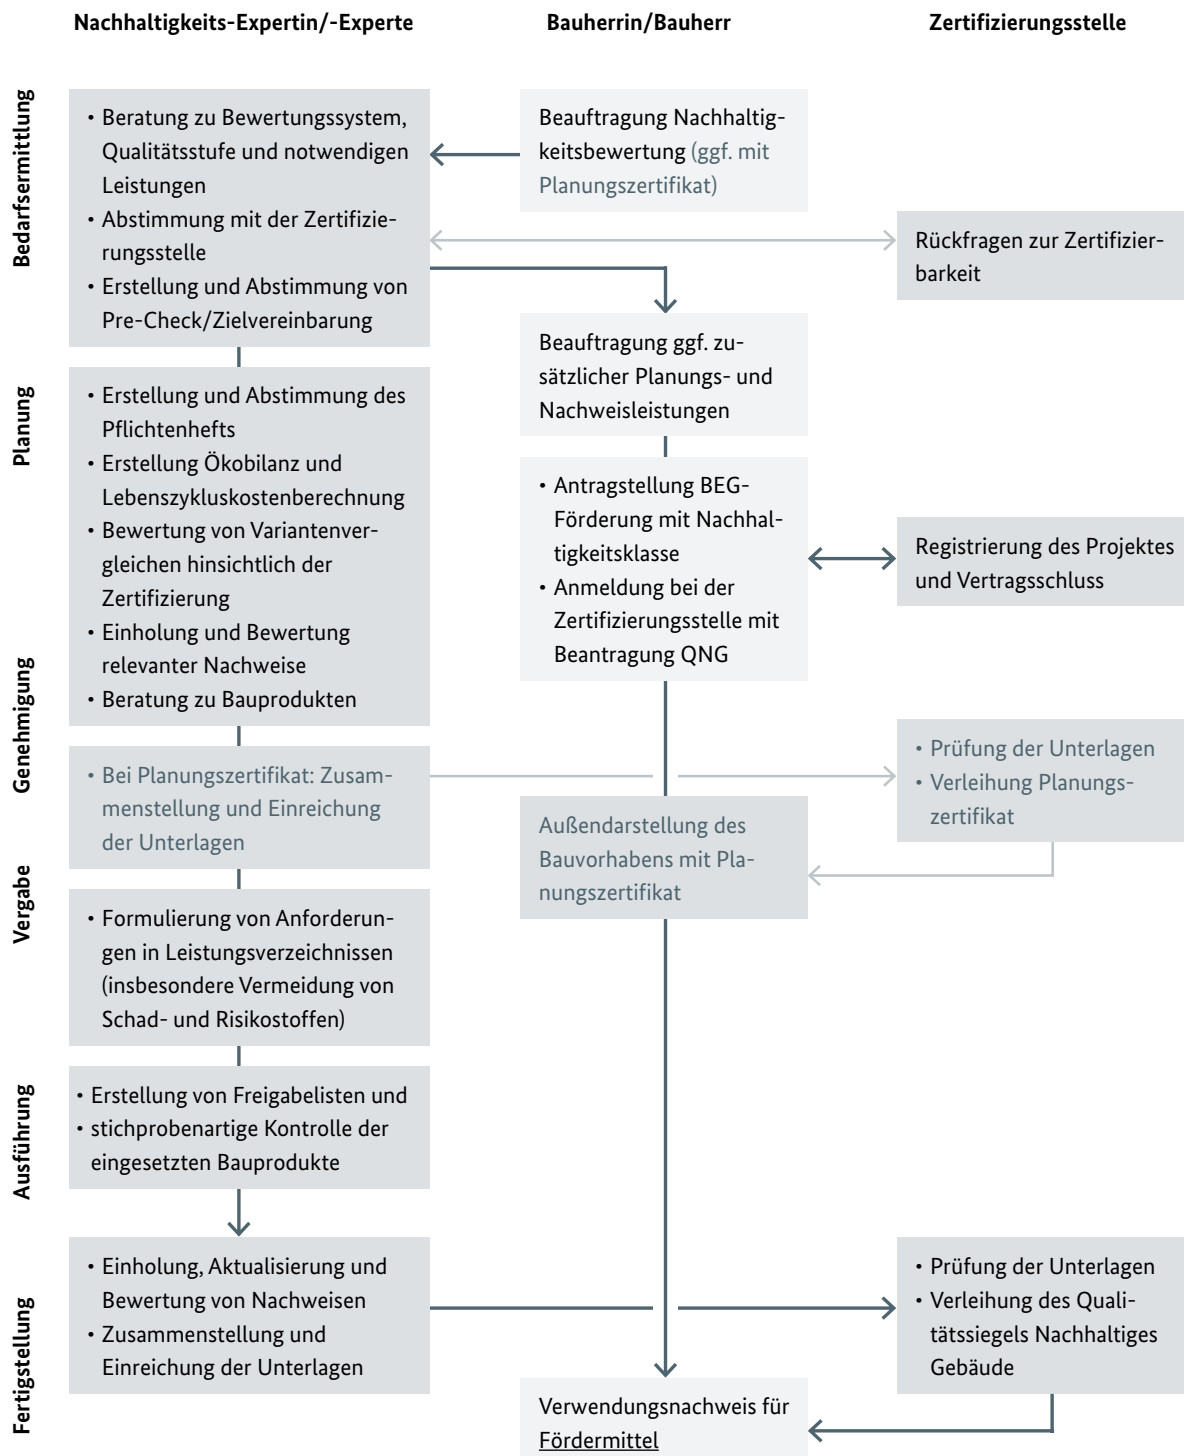 Nachhaltigkeits-Expertin/-Experte
Bauherrin/Bauherr
Zertifizierungsstelle
Bedarfsermittlung
• Beratung zu Bewertungssystem,
Qualitätsstufe und notwendigen
Leistungen
• Abstimmung mit der Zertifizie-
rungsstelle
• Erstellung und Abstimmung von
Pre-Check/Zielvereinbarung
Beauftragung Nachhaltig-
keitsbewertung (ggf. mit
Planungszertifikat)
Rückfragen zur Zertifizier-
barkeit
Beauftragung ggf. zu-
sätzlicher Planungs- und
Nachweisleistungen
Planung
• Erstellung und Abstimmung des
Pflichtenhefts
• Erstellung Ökobilanz und
Lebenszykluskostenberechnung
• Bewertung von Variantenver-
gleichen hinsichtlich der
Zertifizierung
• Einholung und Bewertung
relevanter Nachweise
• Beratung zu Bauprodukten
• Antragstellung BEG-
Förderung mit Nachhal-
tigkeitsklasse
• Anmeldung bei der
Zertifizierungsstelle mit
Beantragung QNG
Registrierung des Projektes
und Vertragsschluss
Genehmigung
• Bei Planungszertifikat: Zusam-
menstellung und Einreichung
der Unterlagen
• Prüfung der Unterlagen
• Verleihung Planungs-
zertifikat
Außendarstellung des
Bauvorhabens mit Pla-
nungszertifikat
Vergabe
• Formulierung von Anforderun-
gen in Leistungsverzeichnissen
(insbesondere Vermeidung von
Schad- und Risikostoffen)
Ausführung
• Erstellung von Freigabelisten und
• stichprobenartige Kontrolle der
eingesetzten Bauprodukte
Fertigstellung
• Einholung, Aktualisierung und
Bewertung von Nachweisen
• Zusammenstellung und
Einreichung der Unterlagen
• Prüfung der Unterlagen
• Verleihung des Quali-
tätssiegels Nachhaltiges
Gebäude
Verwendungsnachweis für
Fördermittel